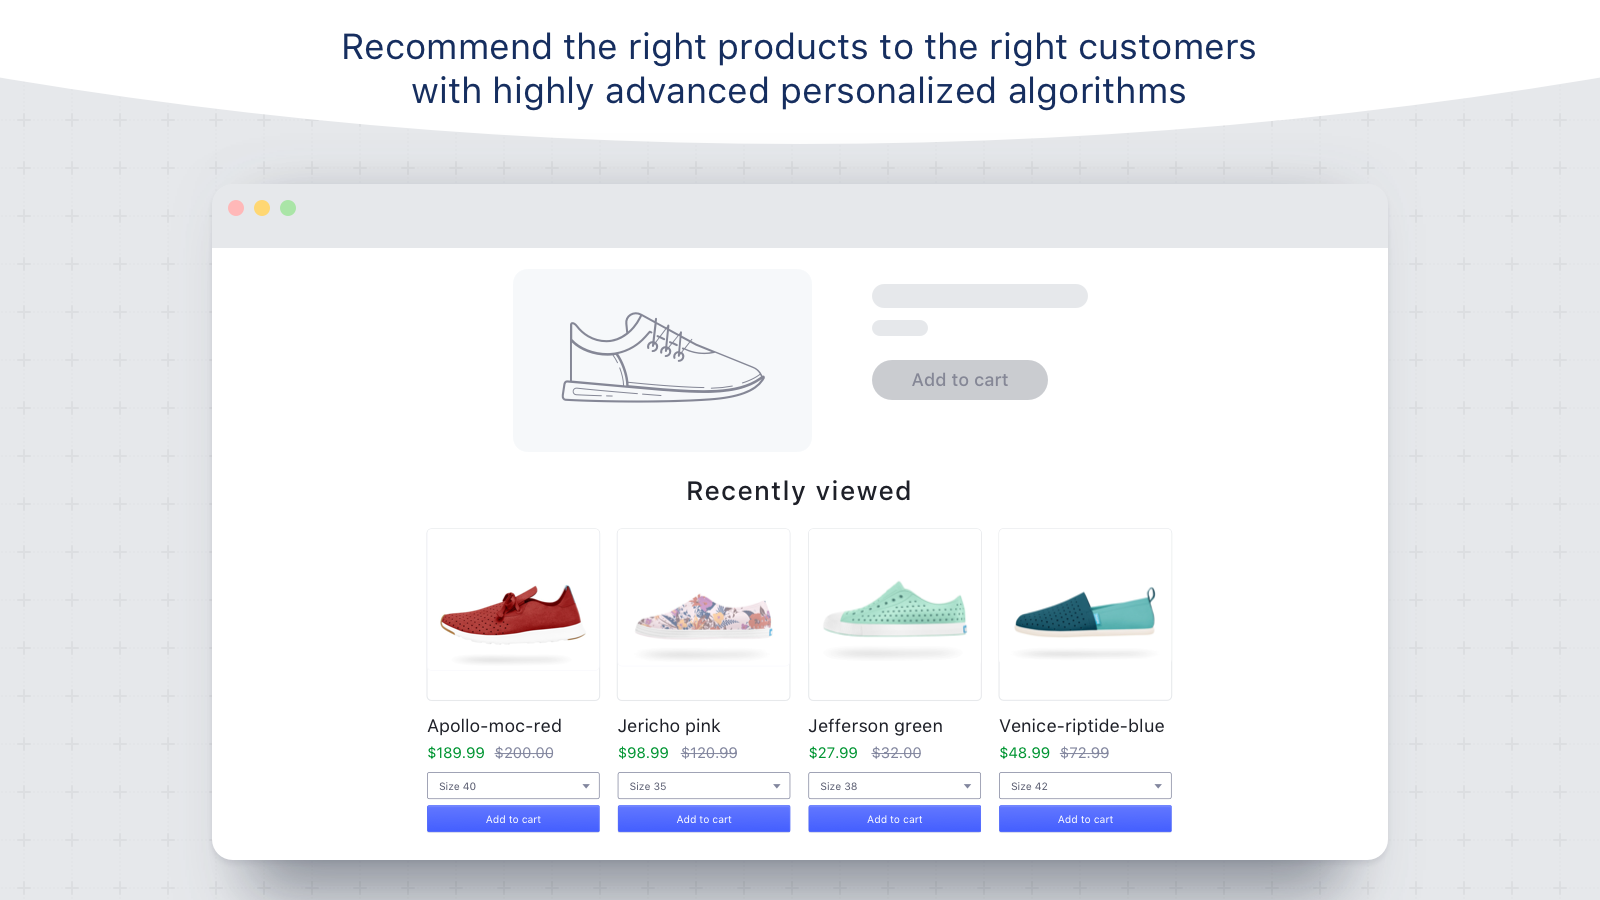 Recommend the right products to the right customers
with highly advanced personalized algorithms
Add to cart
Recently viewed
Apollo-moc-red
$189.99 $200.00
Size 40
Add to cart
Jericho pink
$98.99 $120.99
Size 35
Add to cart
Jefferson green
$27.99 $32.00
Size 38
Add to cart
Venice-riptide-blue
$48.99 $72.99
Size 42
Add to cart